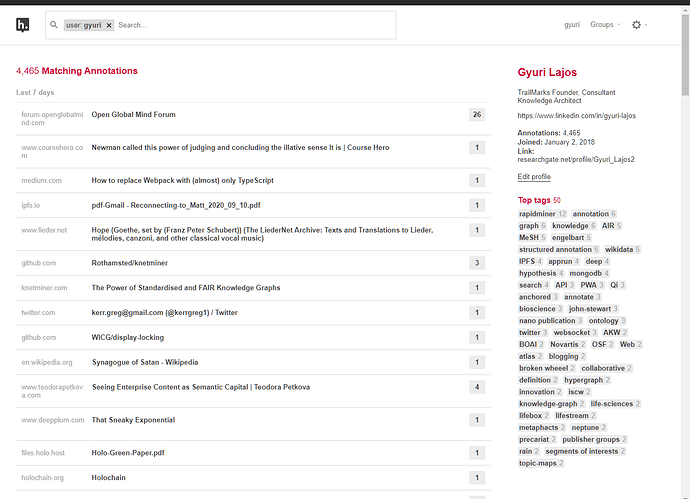 h.
user: gyuri × Search...
gyuri Groups
4,465 Matching Annotations
Last 7 days
forum.openglobalmi
nd.com
Open Global Mind Forum
26
www.coursehero.co
m
Newman called this power of judging and concluding the illative sense It is | Course Hero
1
medium.com
How to replace Webpack with (almost) only TypeScript
1
ipfs.io
pdf-Gmail - Reconnecting-to_Matt_2020_09_10.pdf
1
www.lieder.net
Hope (Goethe, set by (Franz Peter Schubert)) (The LiederNet Archive: Texts and Translations to Lieder,
mélodies, canzoni, and other classical vocal music)
1
github.com
Rothamsted/knetminer
3
knetminer.com
The Power of Standardised and FAIR Knowledge Graphs
1
twitter.com
kerr.greg@gmail.com (@kerrgreg1) / Twitter
1
github.com
WICG/display-locking
1
en.wikipedia.org
Synagogue of Satan - Wikipedia
1
www.teodorapetkov
a.com
Seeing Enterprise Content as Semantic Capital | Teodora Petkova
4
www.deepplum.com
That Sneaky Exponential
1
files.holo.host
Holo-Green-Paper.pdf
1
holochain.org
Holochain
1
Gyuri Lajos
TrailMarks Founder, Consultant
Knowledge Architect
https://www.linkedin.com/in/gyuri-lajos
Annotations: 4,465
Joined: January 2, 2018
Link:
researchgate.net/profile/Gyuri_Lajos2
Edit profile
Top tags 50
rapidminer 12 annotation 6
graph 6 knowledge 6 AIR 5
MeSH 5 engelbart 5
structured annotation 5 wikidata 5
IPFS 4 apprun 4 deep 4
hypothesis 4 mongodb 4
search 4 API 3 PWA 3 Qi 3
anchored 3 annotate 3
bioscience 3 john-stewart 3
nano publication 3 ontology 3
twitter 3 websocket 3 AKW 2
BOAI 2 Novartis 2 OSF 2 Web 2
atlas 2 blogging 2
broken wheeel 2 collaborative 2
definition 2 hypergraph 2
innovation 2 iscw 2
knowledge-graph 2 life-sciences 2
lifebox 2 lifestream 2
metaphacts 2 neptune 2
precariat 2 publisher groups 2
rain 2 segments of interests 2
topic-maps 2